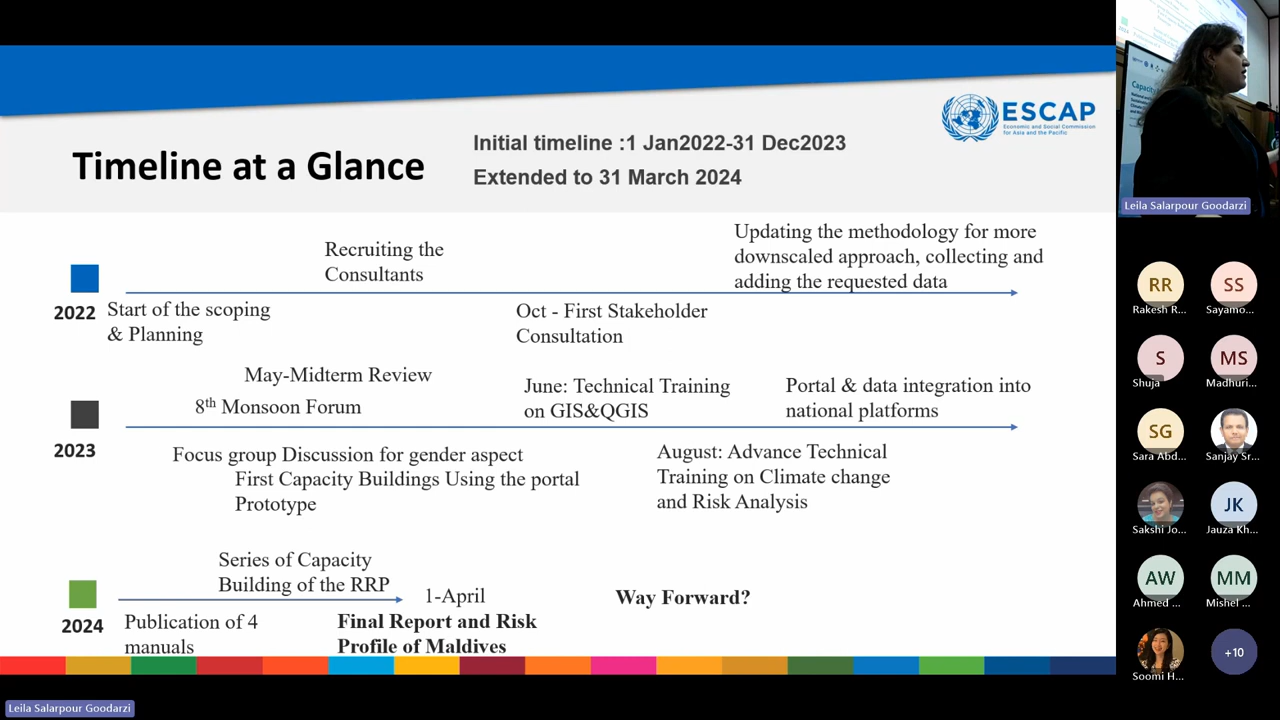 Timeline at a Glance
Initial timeline :1 Jan2022-31 Dec2023
Extended to 31 March 2024
ESCAP
Economic and Social Commission
for Asia and the Pacific
Recruiting the
Consultants
Updating the methodology for more
downscaled approach, collecting and
adding the requested data
2022
Start of the scoping
& Planning
Oct - First Stakeholder
Consultation
May-Midterm Review
8th Monsoon Forum
June: Technical Training
on GIS&QGIS
Portal & data integration into
national platforms
2023
Focus group Discussion for gender aspect
First Capacity Buildings Using the portal
Prototype
August: Advance Technical
Training on Climate change
and Risk Analysis
Series of Capacity
Building of the RRP
1-April
Way Forward?
2024
Publication of 4
manuals
Final Report and Risk
Profile of Maldives
Leila Salarpour Goodarzi
Leila Salarpour Goodarzi
RR
Rakesh R...
SS
Sayamo...
S
Shuja
MS
Madhuri...
SG
Sara Abd...
Sanjay Sr...
Sakshi Jo...
JK
Jauza Kh...
AW
Ahmed ...
MM
Mishel ...
Soomi H...
+10